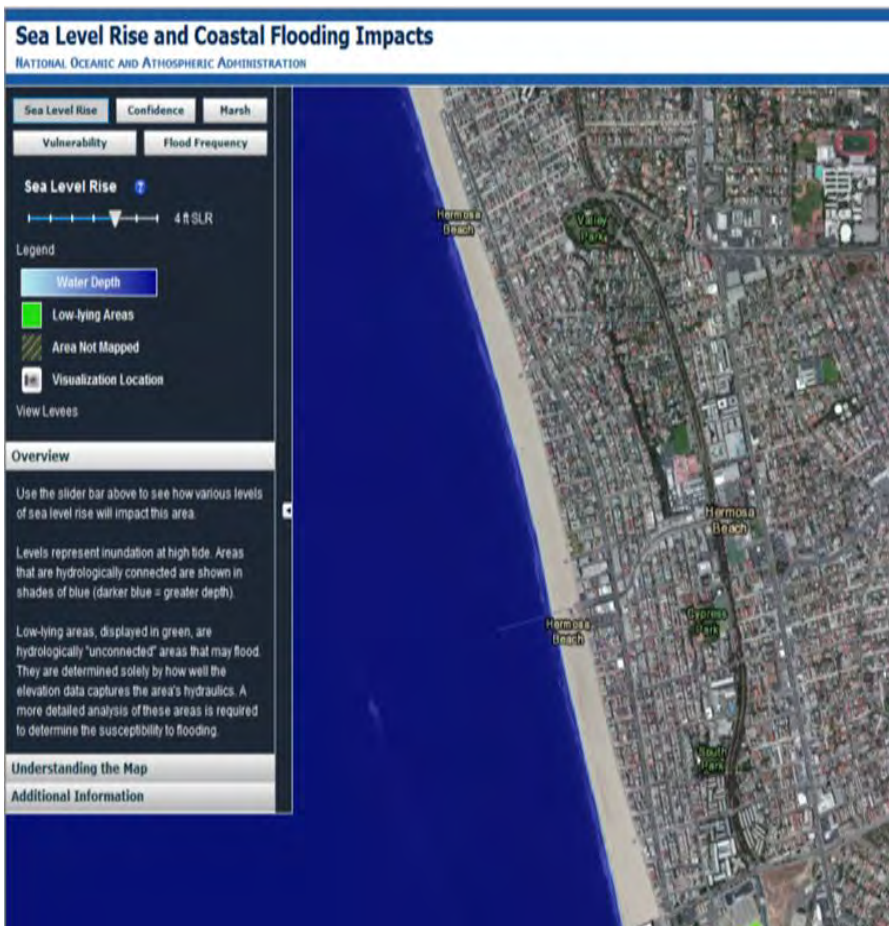 Sea Level Rise and Coastal Flooding Impacts
NATIONAL OCEANIC AND ATHOSPHERIC ADMINISTRATION
Sea Level Rise
Confidence
Marsh
Vulnerability
Flood Frequency
Sea Level Rise ?
4 ft SLR
Legend
Water Depth
Low-lying Areas
Area Not Mapped
Visualization Location
View Levees
Overview
Use the slider bar above to see how various levels
of sea level rise will impact this area.
Levels represent inundation at high tide. Areas
that are hydrologically connected are shown in
shades of blue (darker blue = greater depth).
Low-lying areas, displayed in green, are
hydrologically "unconnected" areas that may flood.
They are determined solely by how well the
elevation data captures the area's hydraulics. A
more detailed analysis of these areas is required
to determine the susceptibility to flooding.
Understanding the Map
Additional Information
Hermosa
Beach
Valley
Park
Hermosa
Beach
Cypress
Park
Hermosa
Beach
South
Park